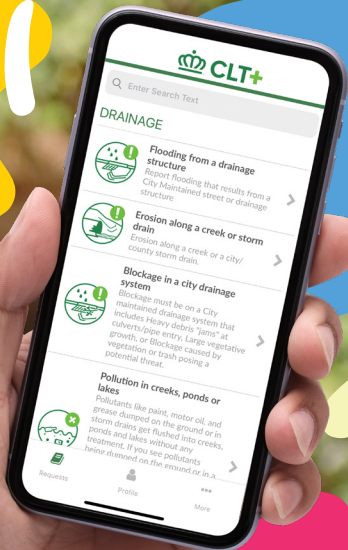 CLT+
Enter Search Text
DRAINAGE
Flooding from a drainage
structure
Report flooding that results from a
City Maintained street or drainage
structure
Erosion along a creek or storm
drain
Erosion along a creek or a city/
county storm drain.
Blockage in a city drainage
system
Blockage must be on a City
maintained drainage system that
includes Heavy debris "jams" at
culverts/pipe entry, Large vegetative
growth, or Blockage caused by
vegetation or trash posing a
potential threat.
Pollution in creeks, ponds or
lakes
Pollutants like paint, motor oil, and
grease dumped on the ground or in
storm drains get flushed into creeks,
ponds and lakes without any
treatment. If you see pollutants
being dumped on the ground or in a
Requests
Profile
More